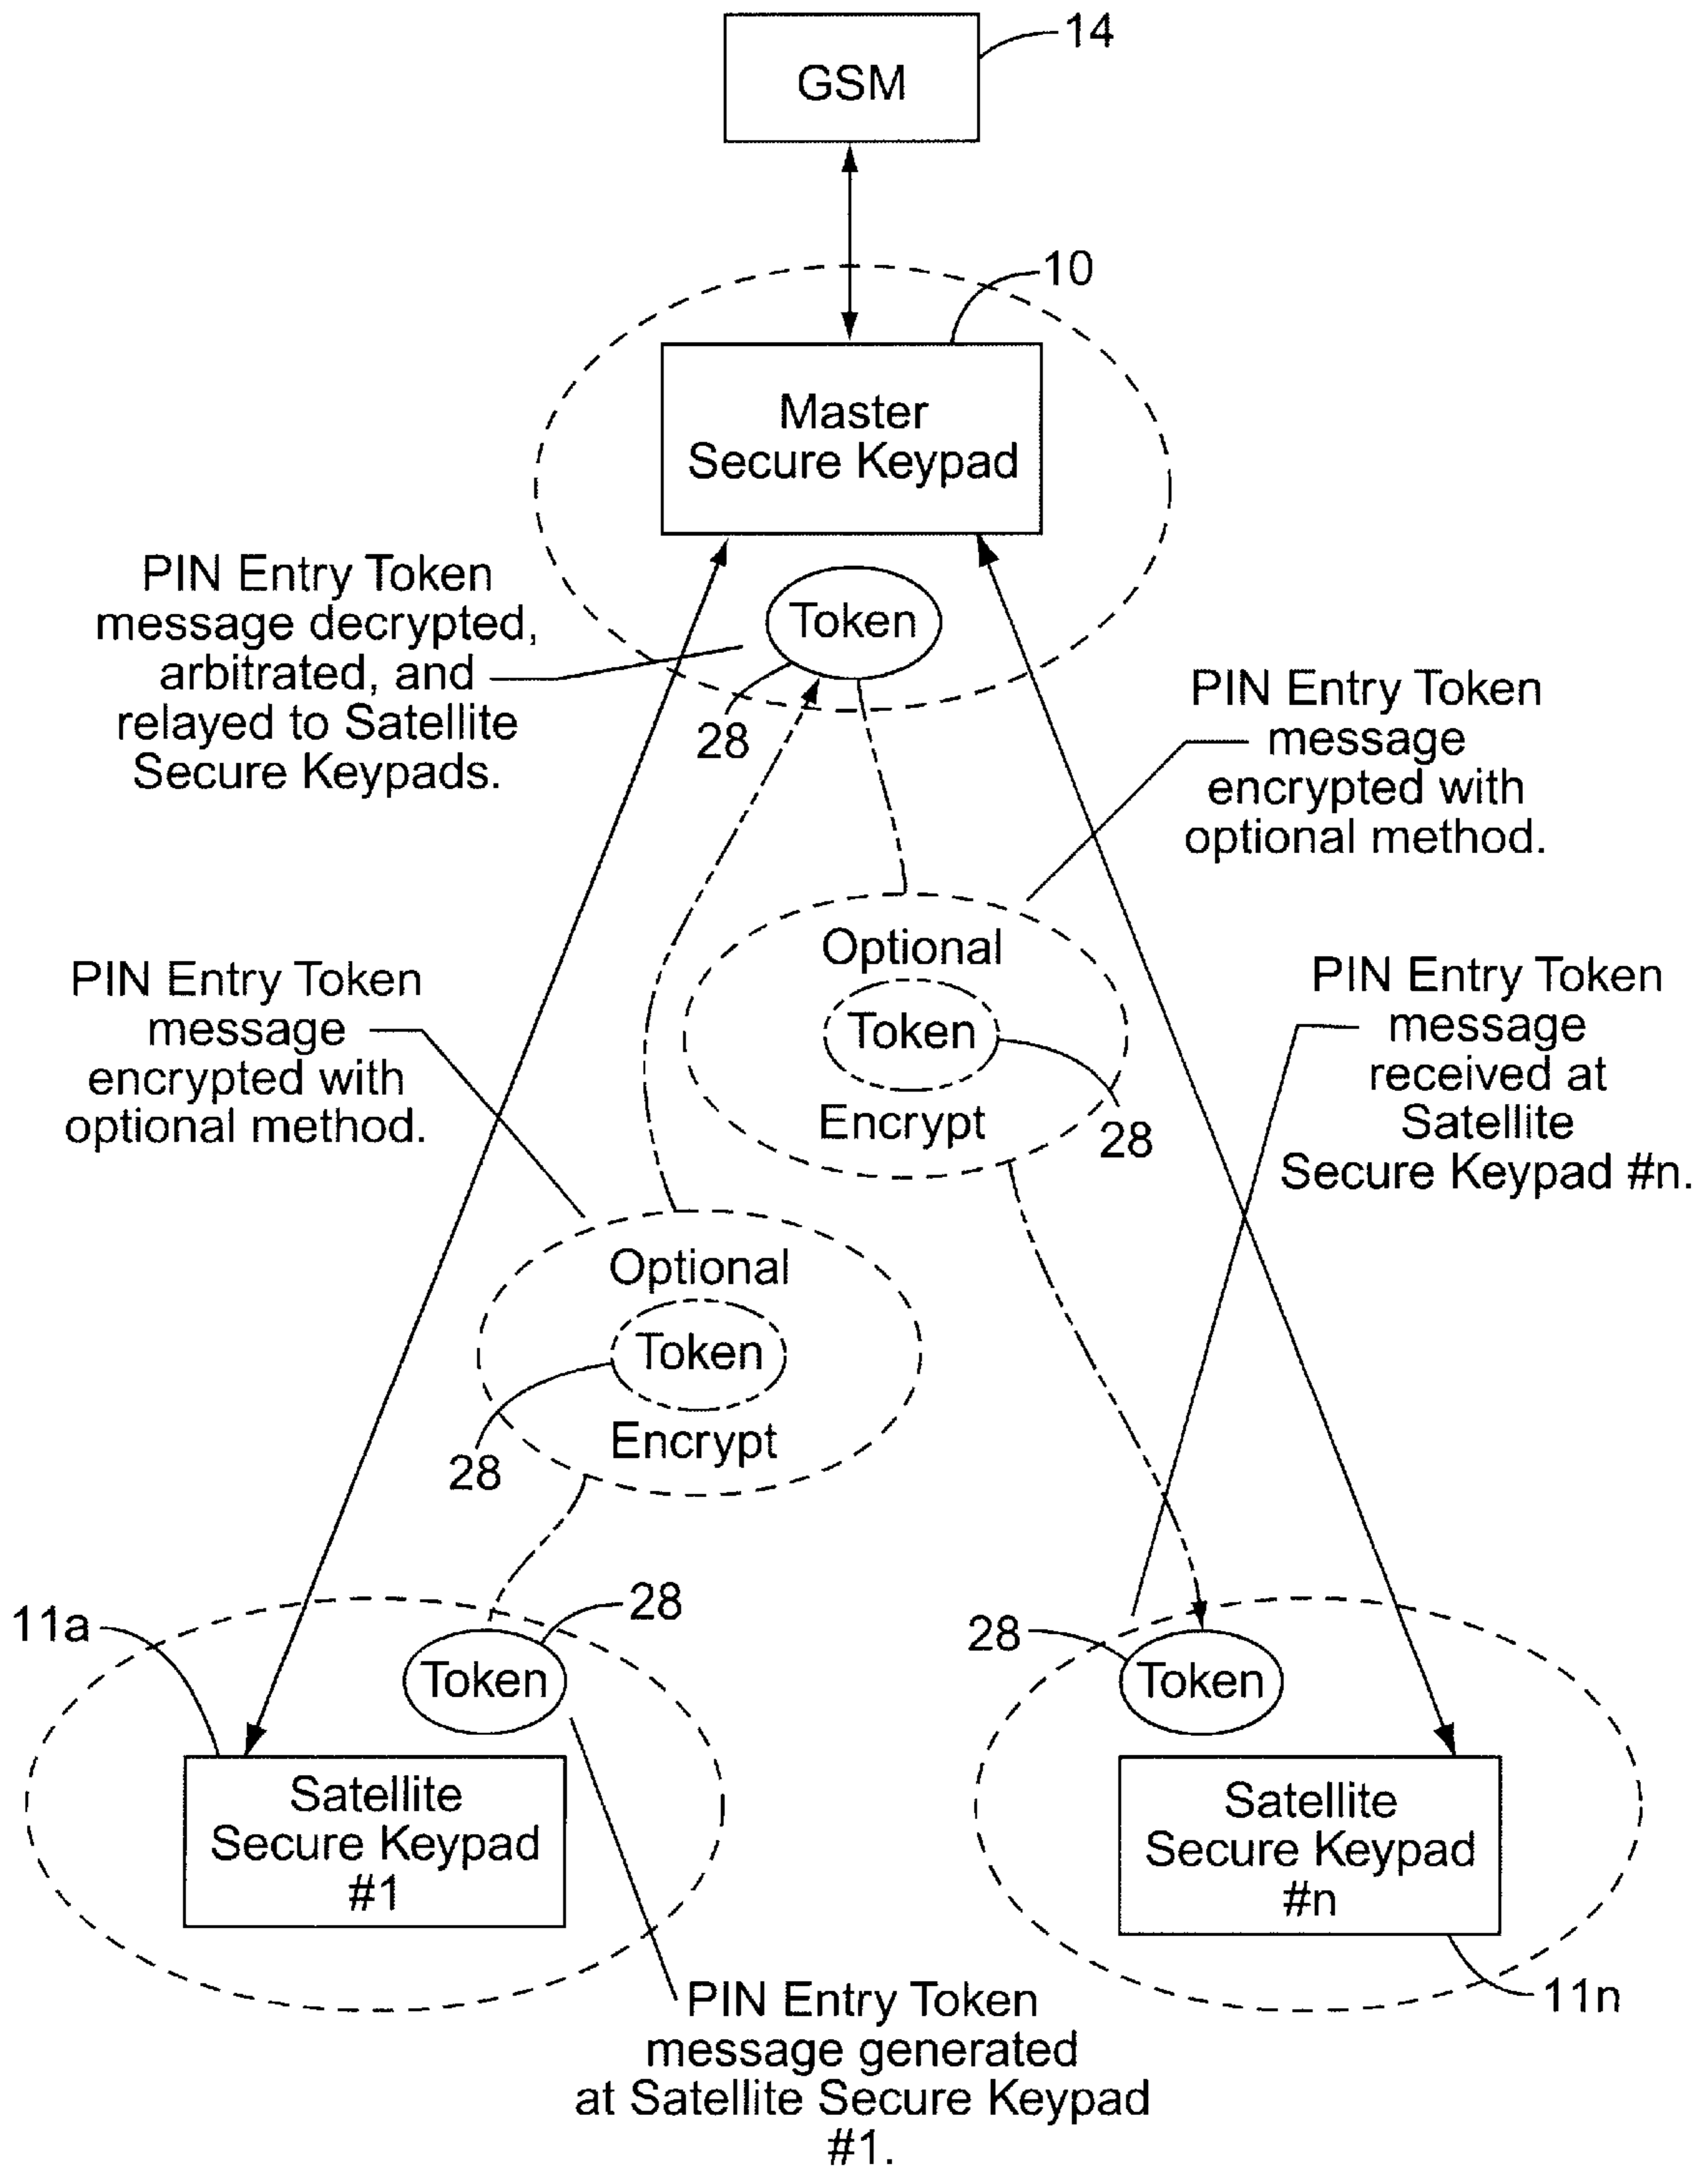 14
GSM
10
Master
Secure Keypad
PIN Entry Token
message decrypted,
arbitrated, and
relayed to Satellite
Secure Keypads.
Token
28
PIN Entry Token
message
encrypted with
optional method.
Optional
Token
Encrypt
28
PIN Entry Token
message
encrypted with
optional method.
PIN Entry Token
message
received at
Satellite
Secure Keypad #n.
Optional
Token
Encrypt
28
11a
28
Token
Satellite
Secure Keypad
#1
28
Token
Satellite
Secure Keypad
#n
11n
PIN Entry Token
message generated
at Satellite Secure Keypad
#1.